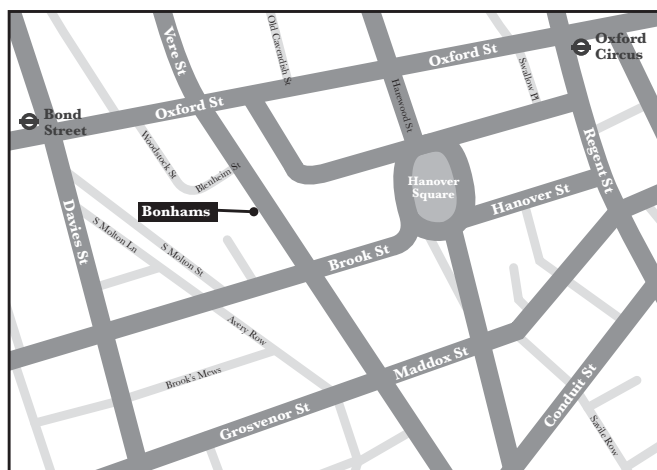 Vere St
Old Cavendish St
Oxford St
Oxford
Circus
Harewood St
Swallow Pl
Bond
Street
Oxford St
Woodstock St
Blenheim St
Regent St
Hanover
Square
Hanover St
Bonhams
Davies St
S Molton Ln
S Molton St
Brook St
Avery Row
Maddox St
Brook's Mews
Conduit St
Grosvenor St
Savile Row